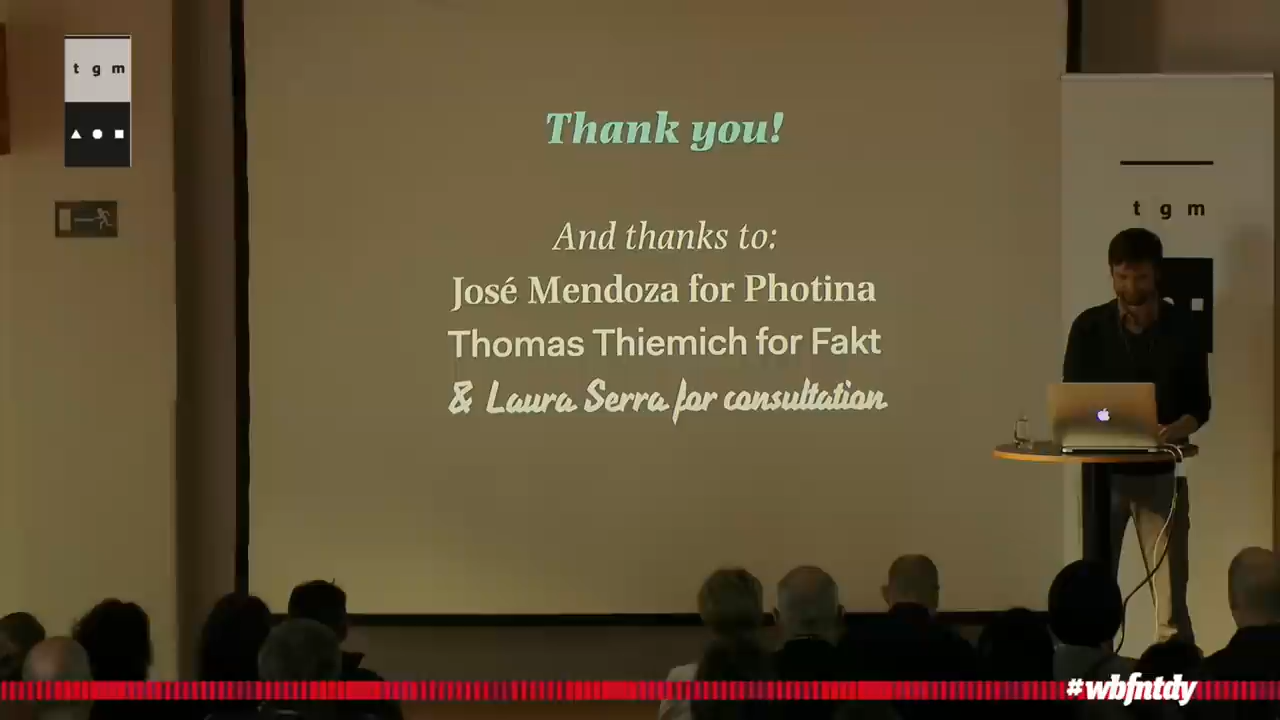 t g m
Thank you!
And thanks to:
José Mendoza for Photina
Thomas Thiemich for Fakt
& Laura Serra for consultation
t g m
#wbfntdy